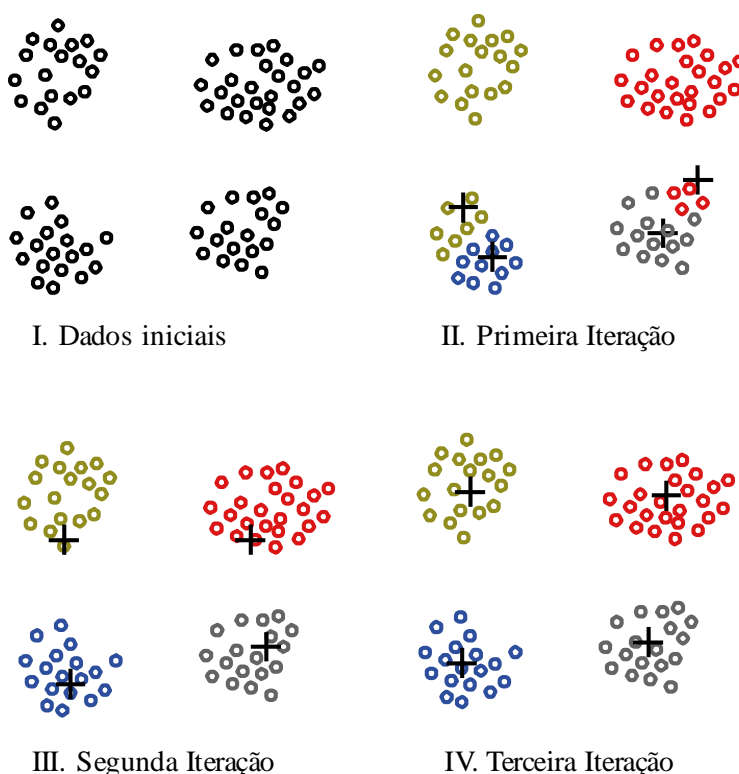 I. Dados iniciais
II. Primeira Iteração
III. Segunda Iteração
IV. Terceira Iteração